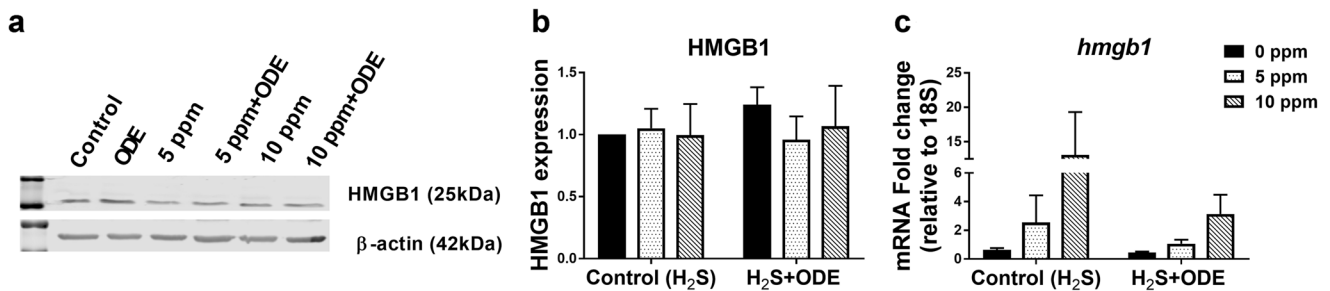 a
Control
ODE
5 ppm
5 ppm+ODE
10 ppm
10 ppm+ODE
HMGB1 (25kDa)
β-actin (42kDa)
b
HMGB1
HMGB1 expression
1.5
1.0
0.5
0.0
Control (H₂S)
H₂S+ODE
c
hmgb1
mRNA Fold change
(relative to 18S)
25
20
15
10
6
4
2
0
Control (H₂S)
H₂S+ODE
0 ppm
5 ppm
10 ppm